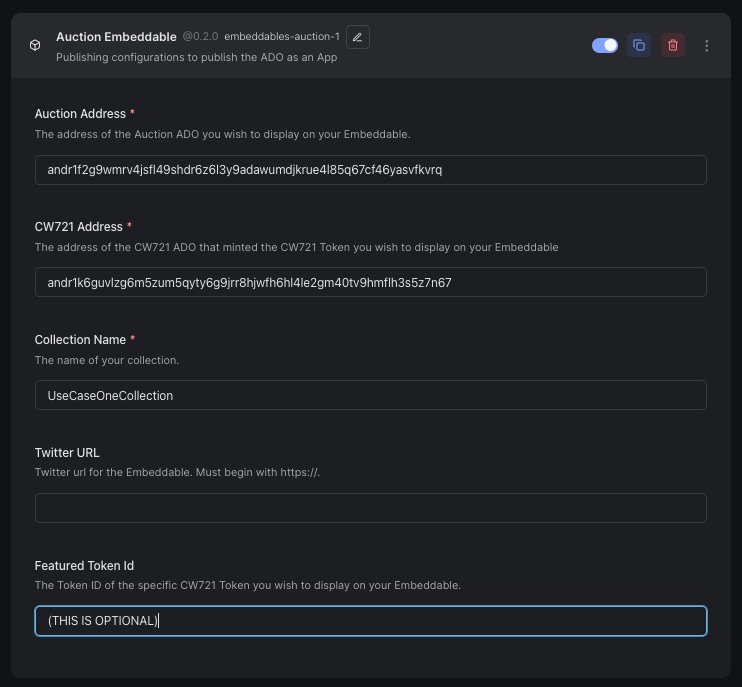 Auction Embeddable @0.2.0 embeddables-auction-1
Publishing configurations to publish the ADO as an App
Auction Address *
The address of the Auction ADO you wish to display on your Embeddable.
andr1f2g9wmrv4jsfl49shdr6z6l3y9adawumdjkrue4l85q67cf46yasvfkvrq
CW721 Address *
The address of the CW721 ADO that minted the CW721 Token you wish to display on your Embeddable
andr1k6guvlzg6m5zum5qyty6g9jrr8hjwfh6hl4le2gm40tv9hmflh3s5z7n67
Collection Name *
The name of your collection.
UseCaseOneCollection
Twitter URL
Twitter url for the Embeddable. Must begin with https://.
Featured Token Id
The Token ID of the specific CW721 Token you wish to display on your Embeddable.
(THIS IS OPTIONAL)